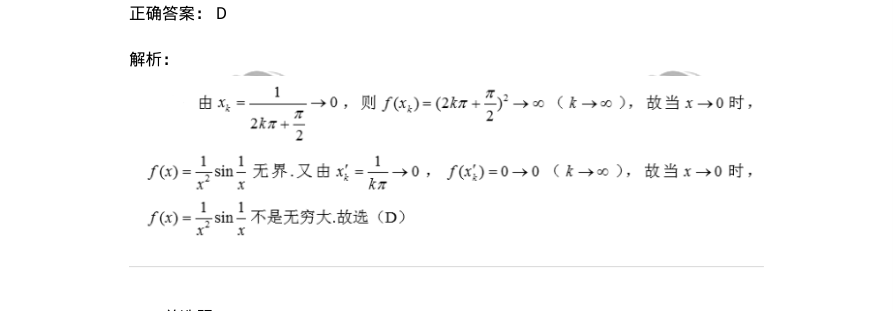 正确答案： D
解析：
由 x_k = 1/(2kπ + π/2) → 0 ，则 f(x_k) = (2kπ + π/2)² → ∞ （ k → ∞ ），故当 x → 0 时，
f(x) = 1/x² sin 1/x 无界.又由 x′_k = 1/kπ → 0 ， f(x′_k) = 0 → 0 （ k → ∞ ），故当 x → 0 时，
f(x) = 1/x² sin 1/x 不是无穷大.故选（D）